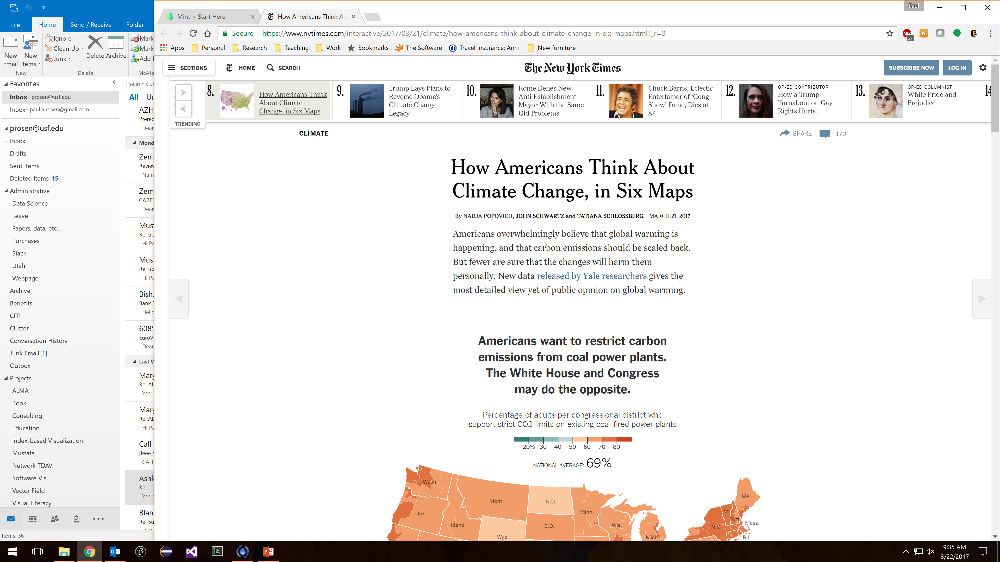 File
Home
Send / Receive
Folder
Ignore
Clean Up
Junk
Delete
Archive
Mark
Mark
Add
New
Email
New
Items
New
Delete
McAfe
Favorites
Inbox - prosen@usf.edu
Inbox - paul.a.rosen@gmail.com
prosen@usf.edu
Inbox
Drafts
Sent Items
Deleted Items 15
Administrative
Data Science
Leave
Papers, data, etc.
Purchases
Slack
Utah
Webpage
Archive
Benefits
CFP
Clutter
Conversation History
Junk Email [1]
Outbox
Projects
ALMA
Book
Consulting
Education
Index-based Visualization
Mustafa
Network TDAV
Software Vis
Vector Field
Visual Literacy
Items: 36
Search Cur
All Un
AZH
Prereg
Dear
Mond
Zem
Review
Nam
Zem
CAREE
Dear
Must
Re: up
Hi Pa
Must
Re: up
Hi Pa
Bish,
Bank S
Hello
6085
EuroVi
Dear
Last W
Mary
Re: AL
Yes
Mary
Re: AL
Hi Pa
Call
[Ieee_v
CALL
Ashl
Re:
Yes,
Blan
Re: Su
Paul
Mint > Start Here
How Americans Think Ab
Secure
https://www.nytimes.com/interactive/2017/03/21/climate/how-americans-think-about-climate-change-in-six-maps.html?_r=0
ABP
27
Apps
Personal
Research
Teaching
Work
Bookmarks
The Software
Travel Insurance: Annu
New furniture
SECTIONS
HOME
SEARCH
The New York Times
SUBSCRIBE NOW
LOG IN
TRENDING
8.
How Americans Think
About Climate
Change, in Six Maps
9.
Trump Lays Plans to
Reverse Obama's
Climate Change
Legacy
10.
Rome Defies New
Anti-Establishment
Mayor With the Same
Old Problems
11.
Chuck Barris, Eclectic
Entertainer of 'Gong
Show' Fame, Dies at
87
12.
OP-ED CONTRIBUTOR
How a Trump
Turnabout on Gay
Rights Hurts...
13.
OP-ED COLUMNIST
White Pride and
Prejudice
14
CLIMATE
SHARE
170
How Americans Think About
Climate Change, in Six Maps
By NADJA POPOVICH, JOHN SCHWARTZ and TATIANA SCHLOSSBERG MARCH 21, 2017
Americans overwhelmingly believe that global warming is
happening, and that carbon emissions should be scaled back.
But fewer are sure that the changes will harm them
personally. New data released by Yale researchers gives the
most detailed view yet of public opinion on global warming.
Americans want to restrict carbon
emissions from coal power plants.
The White House and Congress
may do the opposite.
Percentage of adults per congressional district who
support strict CO2 limits on existing coal-fired power plants
20% 30 40 50 60 70 80
NATIONAL AVERAGE: 69%
Wash.
Mont.
N.D.
Minn.
Me.
Ore.
Idaho
S.D.
Wis.
Vt.
N.H.
Mass.
N.Y.
Wyo.
Mich.
R.I.
9:35 AM
3/22/2017